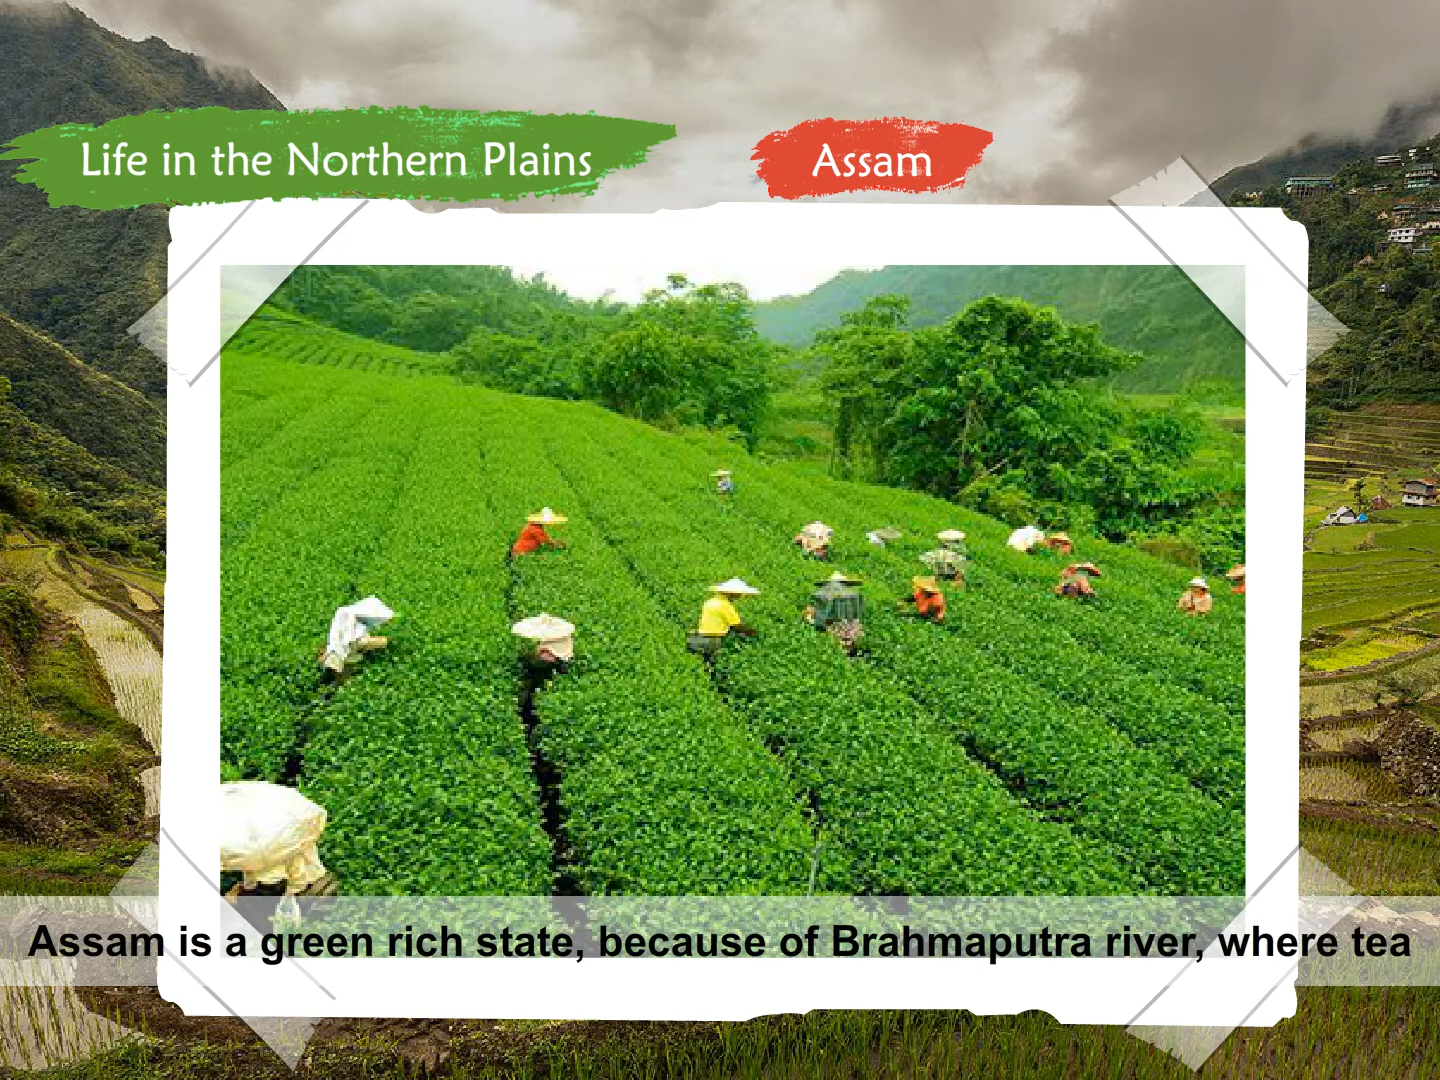 Life in the Northern Plains
Assam
Assam is a green rich state, because of Brahmaputra river, where tea